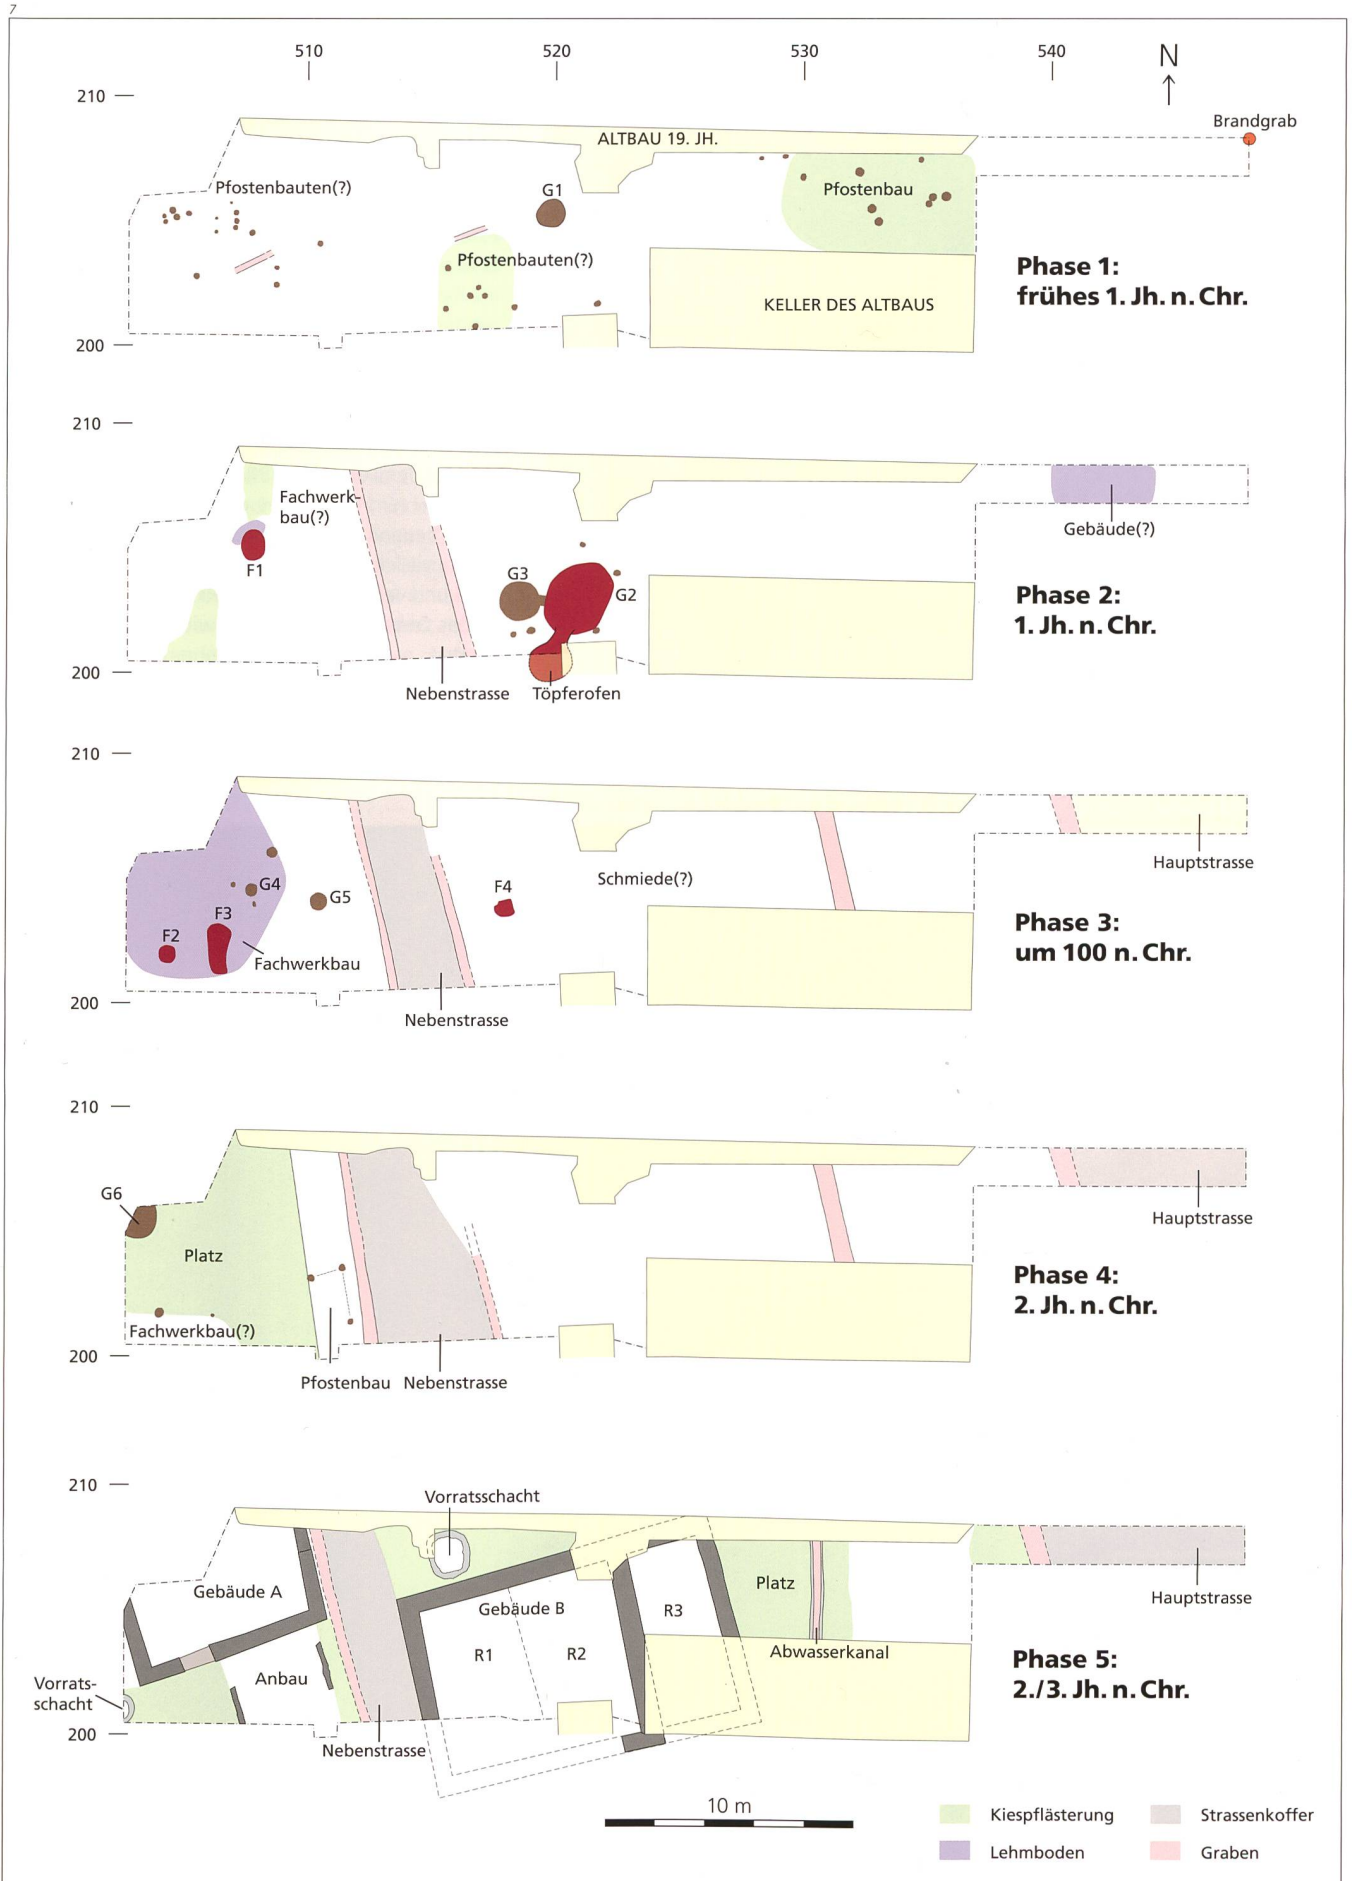 7
510 520 530 540 N
210
Brandgrab
ALTBAU 19. JH.
Pfostenbauten(?) G1 Pfostenbau
Pfostenbauten(?)
Phase 1:
frühes 1. Jh. n. Chr.
KELLER DES ALTBAUS
200
210
Fachwerk-
bau(?)
Gebäude(?)
F1 G3 G2
Phase 2:
1. Jh. n. Chr.
200
Nebenstrasse Töpferofen
210
Hauptstrasse
Schmiede(?)
G4 G5 F4
F3
F2
Fachwerkbau
Phase 3:
um 100 n. Chr.
200
Nebenstrasse
210
G6
Hauptstrasse
Platz
Phase 4:
2. Jh. n. Chr.
Fachwerkbau(?)
200
Pfostenbau Nebenstrasse
210
Vorratsschacht
Gebäude A Platz
Hauptstrasse
Gebäude B R3
R1 R2 Abwasserkanal
Anbau
Vorrats-
schacht
Phase 5:
2./3. Jh. n. Chr.
200
Nebenstrasse
10 m
Kiespflästerung Strassenkoffer
Lehmboden Graben